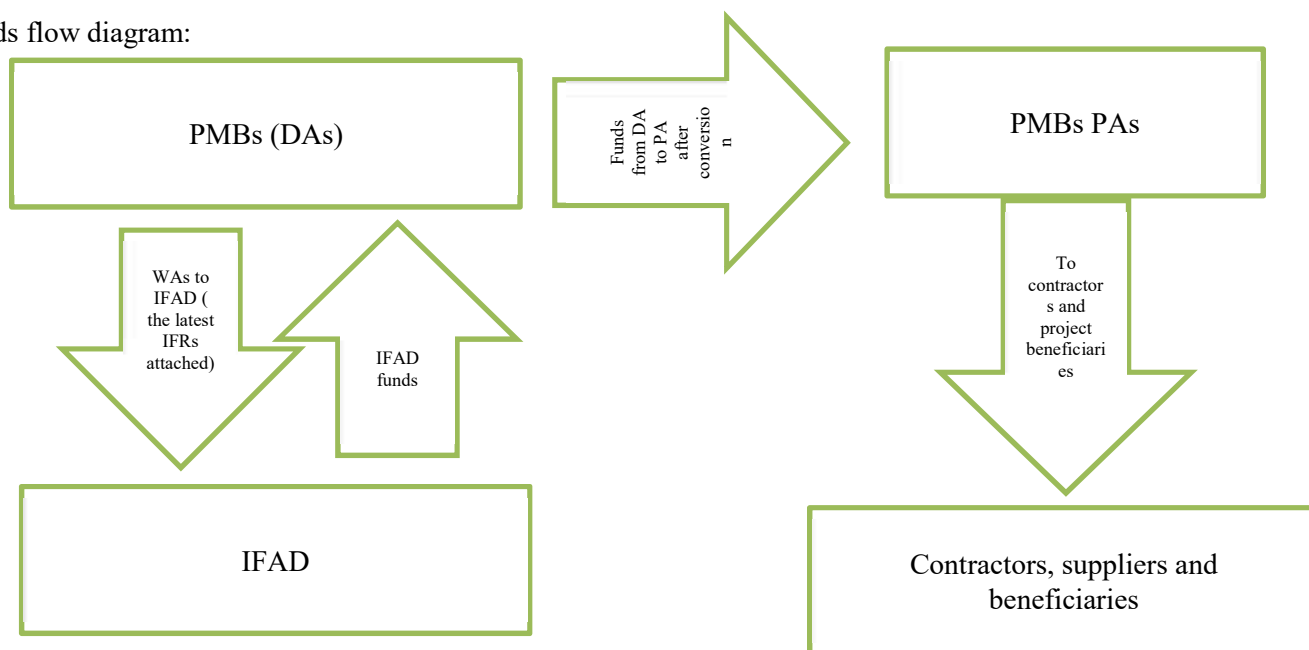 ds flow diagram:
PMBs (DAs)
Funds
from DA
to PA
after
conversio
n
PMBs PAs
WAs to
IFAD (
the latest
IFRs
attached)
IFAD
funds
To
contractor
s and
project
beneficiari
es
IFAD
Contractors, suppliers and
beneficiaries